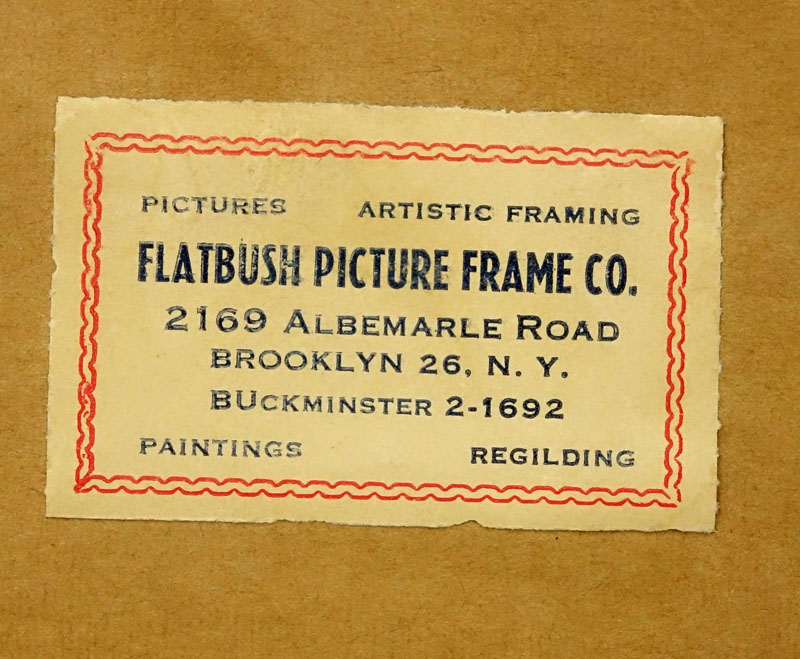 PICTURES ARTISTIC FRAMING
FLATBUSH PICTURE FRAME CO.
2169 ALBEMARLE ROAD
BROOKLYN 26, N. Y.
BUCKMINSTER 2-1692
PAINTINGS REGILDING